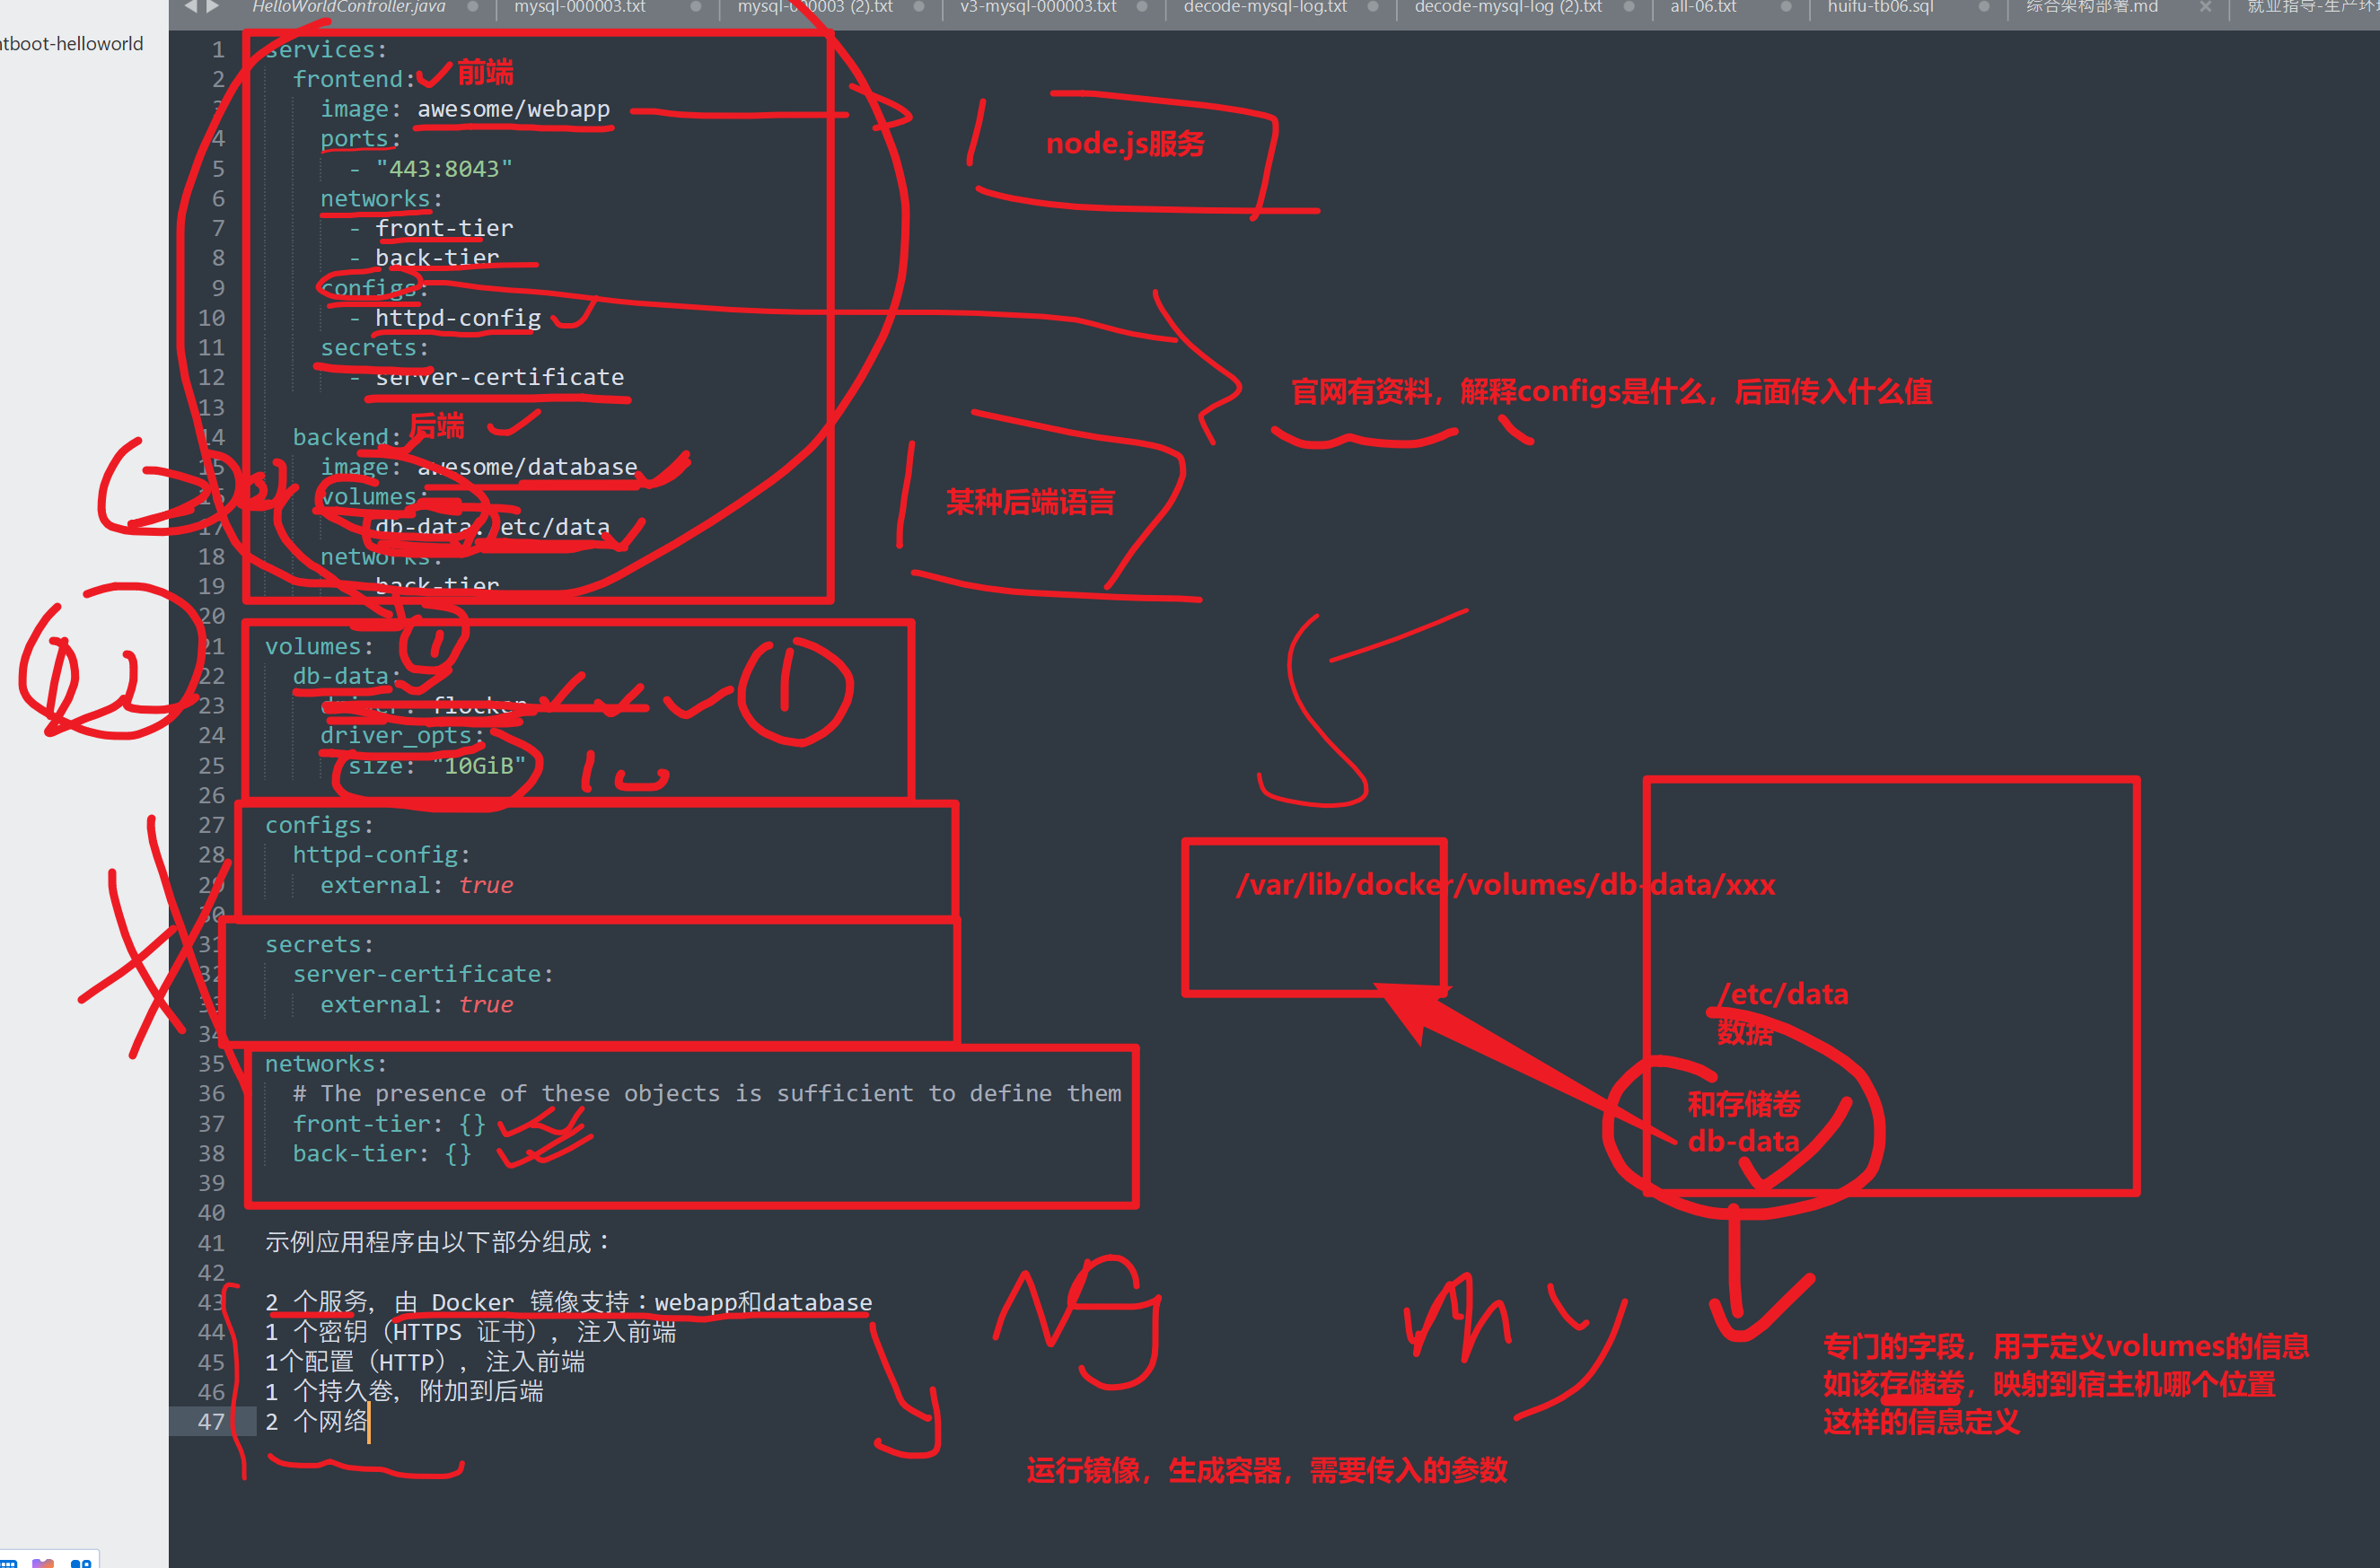 HelloWorldController.java mysql-000003.txt mysql-000003 (2).txt v3-mysql-000003.txt decode-mysql-log.txt decode-mysql-log (2).txt all-06.txt huifu-tb06.sql 综合架构部署.md 就业指导-生产环
tboot-helloworld
1 services:
2 frontend: 前端
3 image: awesome/webapp
node.js服务
4 ports:
5 - "443:8043"
6 networks:
7 - front-tier
8 - back-tier
9 configs:
10 - httpd-config
11 secrets:
12 - server-certificate
官网有资料，解释configs是什么，后面传入什么值
13
后端
14 backend:
15 image: awesome/database
16 volumes:
某种后端语言
17 db-data: etc/data
18 networks:
19 back-tier
20
21 volumes:
22 db-data:
23 driver: flocker
24 driver_opts:
25 size: "10GiB"
26
27 configs:
28 httpd-config:
29 external: true
/var/lib/docker/volumes/db-data/xxx
30
31 secrets:
32 server-certificate:
33 external: true
/etc/data
数据
34
35 networks:
36 # The presence of these objects is sufficient to define them
37 front-tier: {}
38 back-tier: {}
和存储卷
db-data
39
40
41 示例应用程序由以下部分组成：
42
43 2 个服务, 由 Docker 镜像支持：webapp和database
44 1 个密钥（HTTPS 证书）, 注入前端
45 1个配置（HTTP）, 注入前端
46 1 个持久卷, 附加到后端
47 2 个网络
专门的字段，用于定义volumes的信息
如该存储卷，映射到宿主机哪个位置
这样的信息定义
运行镜像，生成容器，需要传入的参数